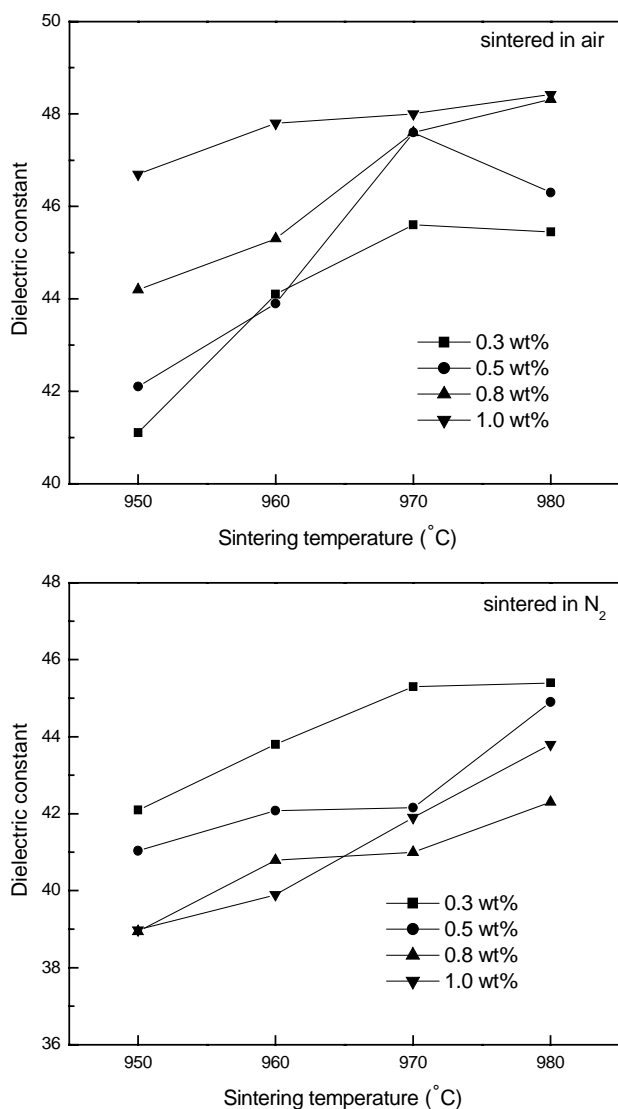 50
48
46
44
42
40
Dielectric constant
sintered in air
0.3 wt%
0.5 wt%
0.8 wt%
1.0 wt%
950 960 970 980
Sintering temperature (°C)
48
46
44
42
40
38
36
Dielectric constant
sintered in N₂
0.3 wt%
0.5 wt%
0.8 wt%
1.0 wt%
950 960 970 980
Sintering temperature (°C)